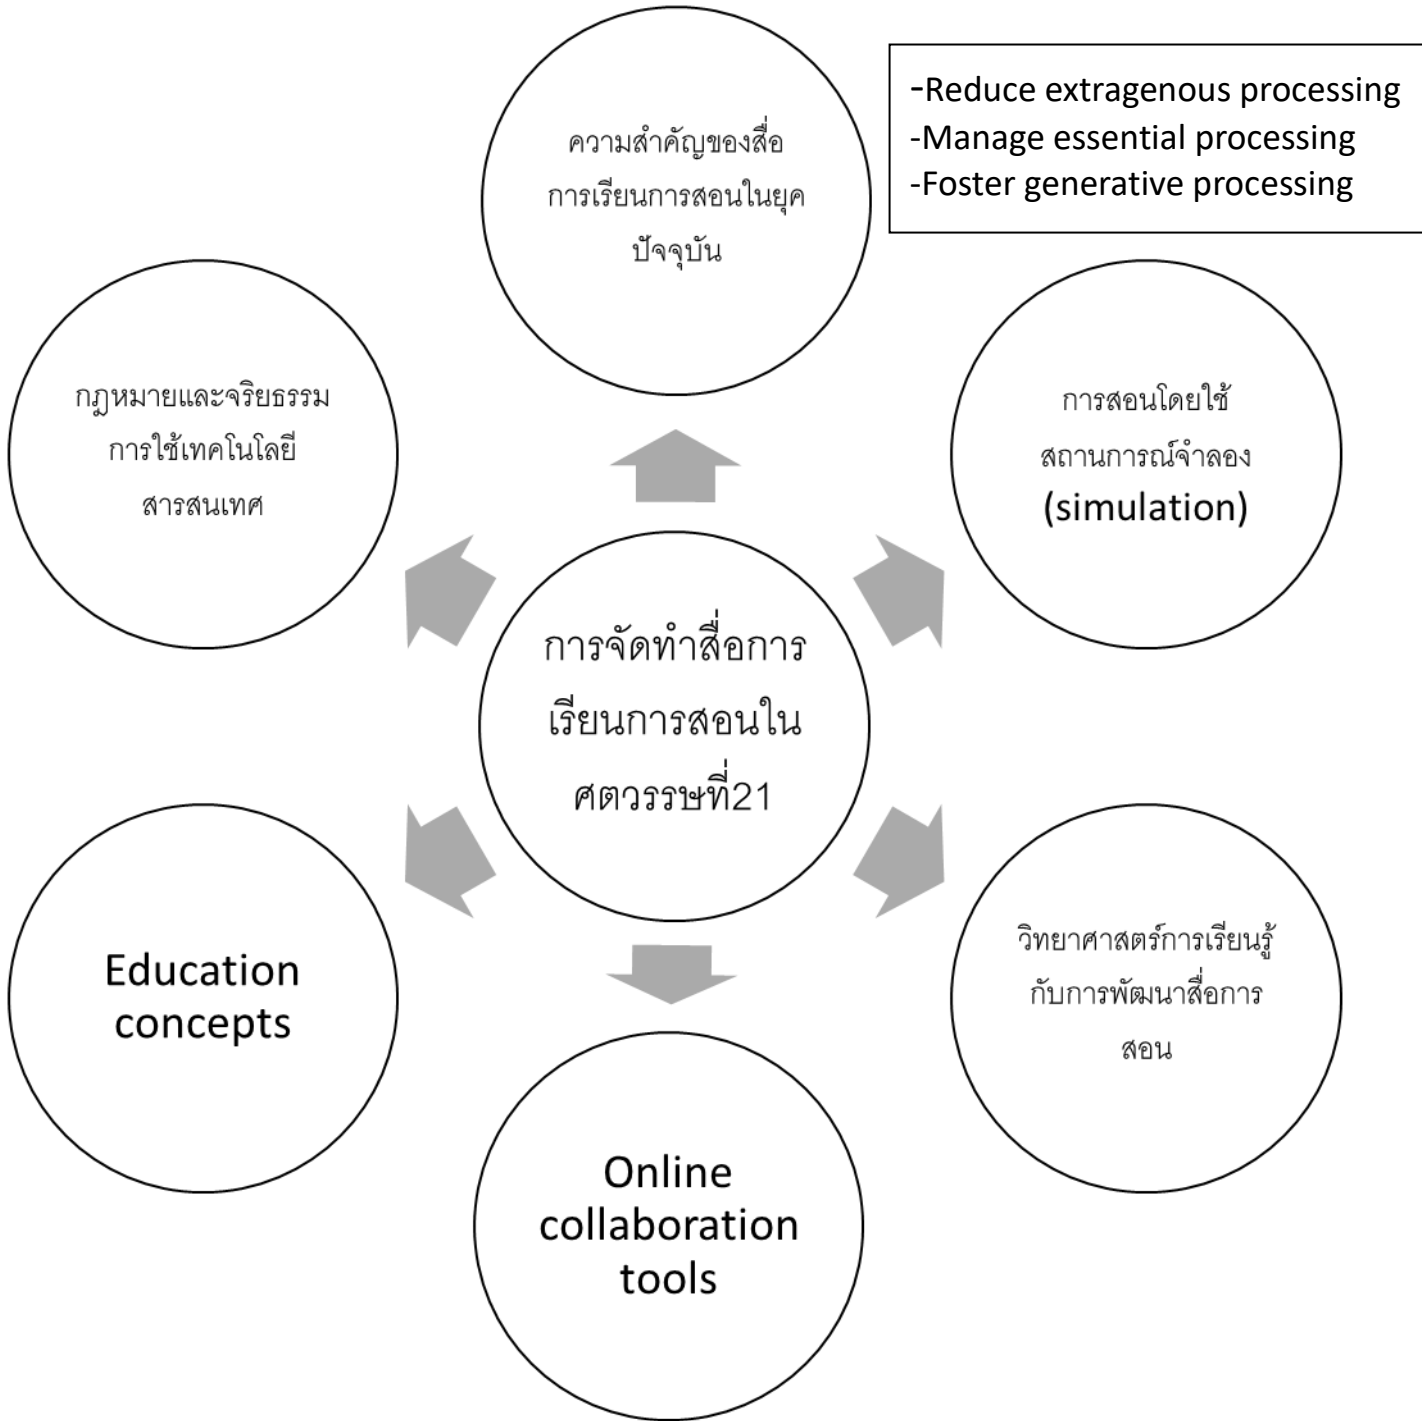 -Reduce extragenous processing
-Manage essential processing
-Foster generative processing
ความสำคัญของสื่อ
การเรียนการสอนในยุค
ปัจจุบัน
กฎหมายและจริยธรรม
การใช้เทคโนโลยี
สารสนเทศ
การสอนโดยใช้
สถานการณ์จำลอง
(simulation)
การจัดทำสื่อการ
เรียนการสอนใน
ศตวรรษที่21
Education
concepts
วิทยาศาสตร์การเรียนรู้
กับการพัฒนาสื่อการ
สอน
Online
collaboration
tools